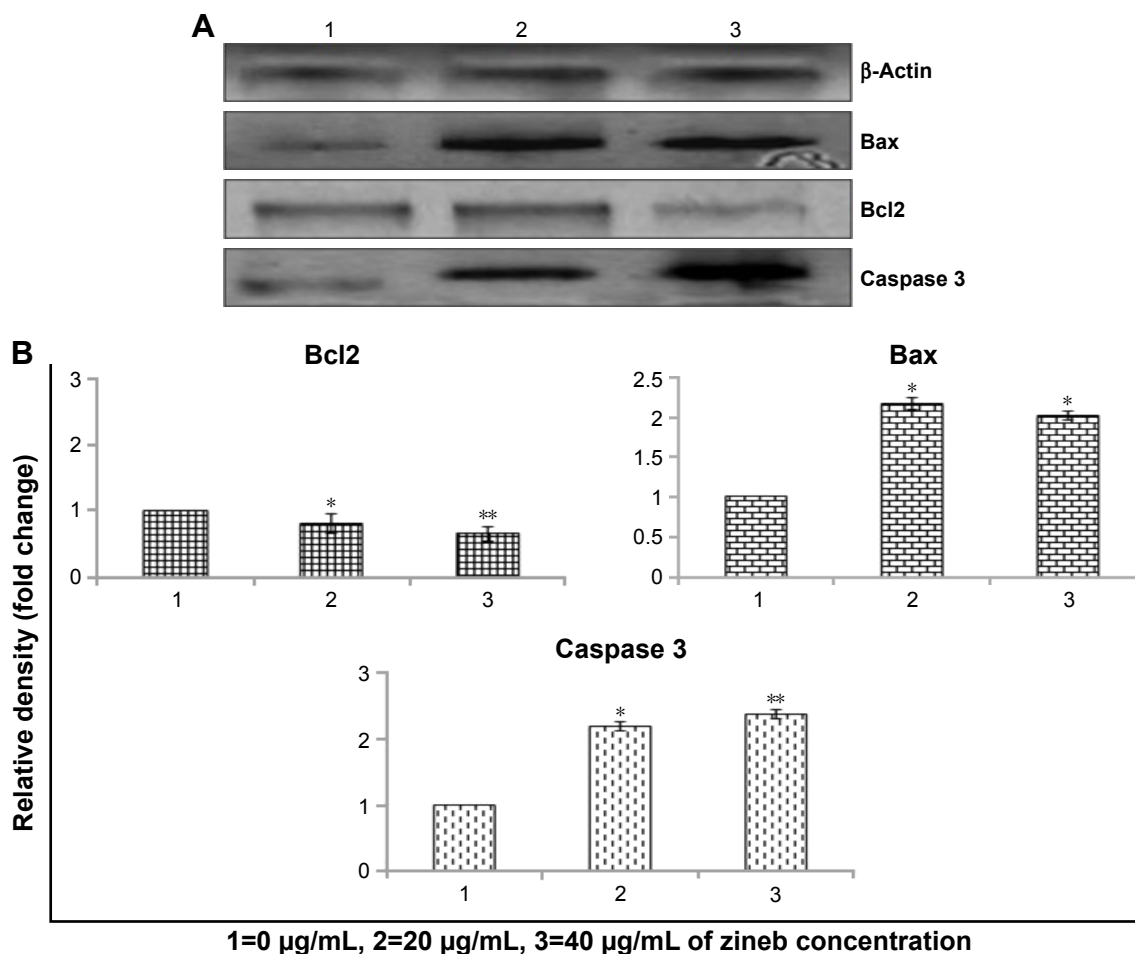 A
1 2 3
β-Actin
Bax
Bcl2
Caspase 3
B
Bcl2
3
2
1
0
* **
1 2 3
Bax
2.5
2
1.5
1
0.5
0
* *
1 2 3
Caspase 3
3
2
1
0
* **
1 2 3
Relative density (fold change)
1=0 µg/mL, 2=20 µg/mL, 3=40 µg/mL of zineb concentration